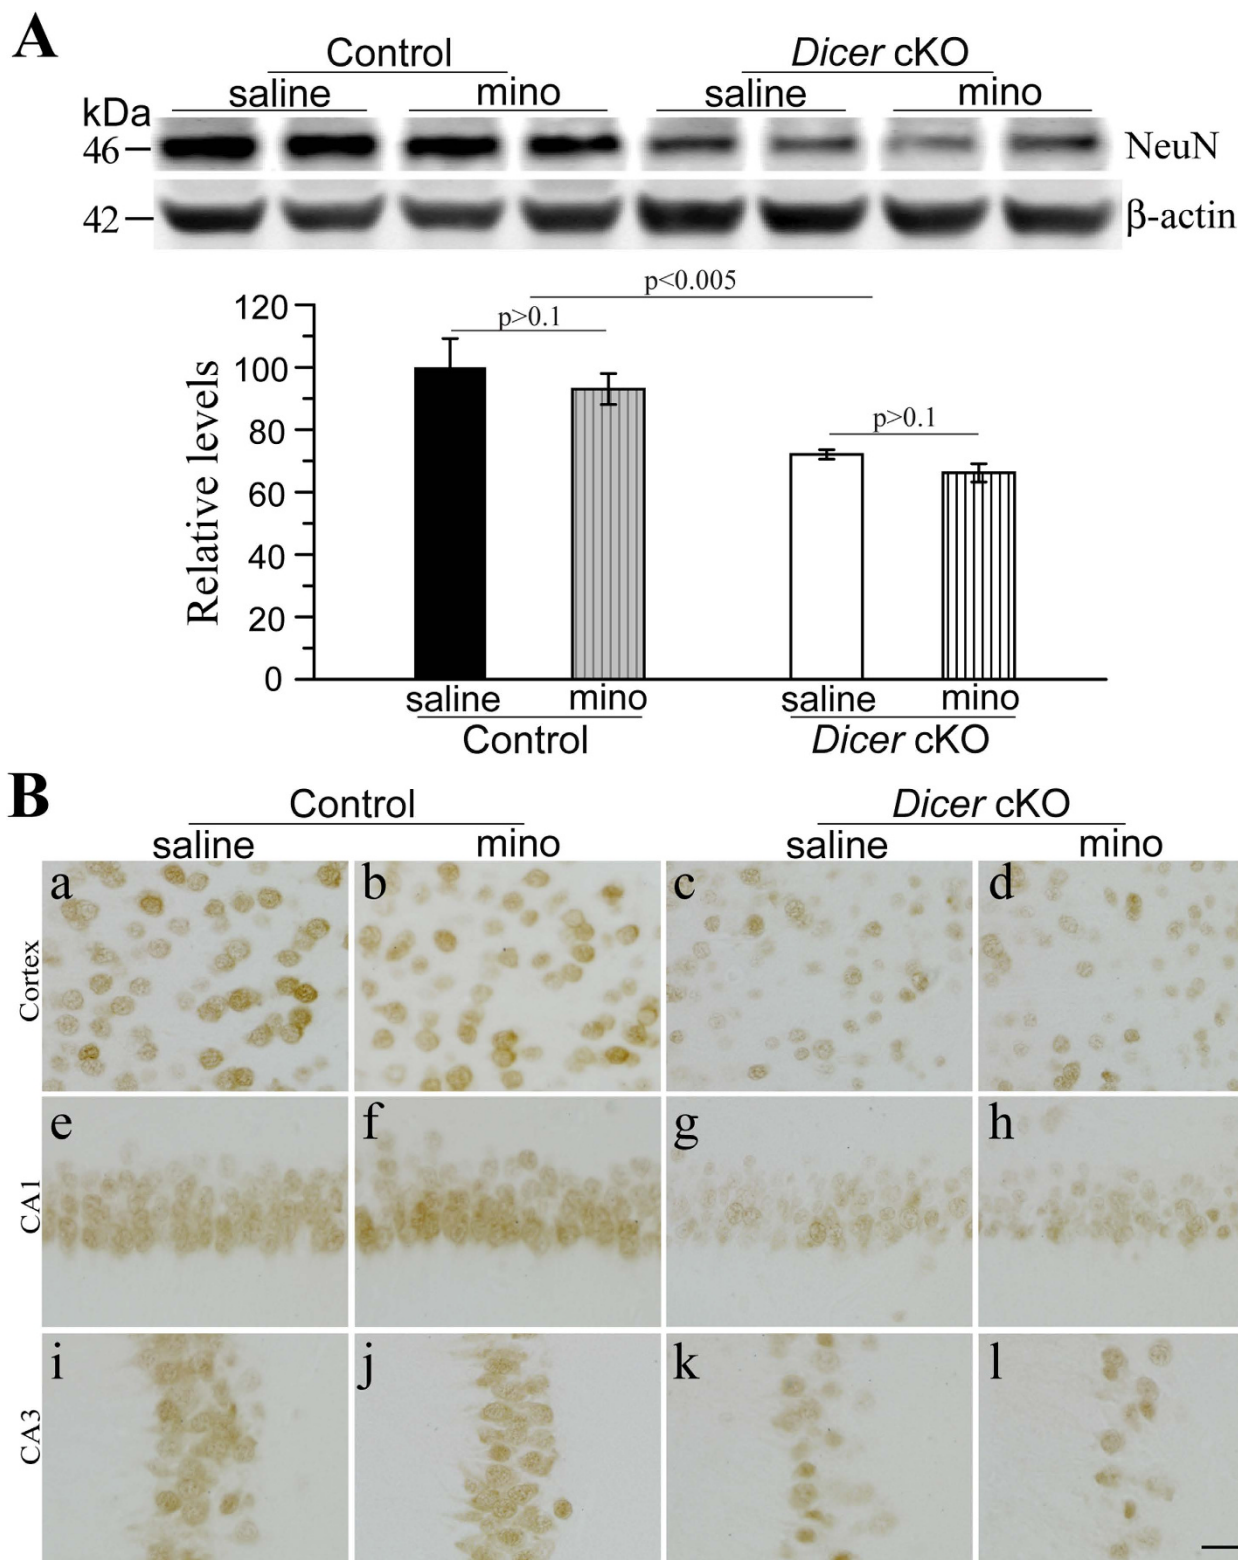 A
Control
Dicer cKO
saline
mino
saline
mino
kDa
46
NeuN
42
β-actin
p<0.005
p>0.1
p>0.1
Relative levels
120
100
80
60
40
20
0
saline
mino
saline
mino
Control
Dicer cKO
B
Control
Dicer cKO
saline
mino
saline
mino
Cortex
a
b
c
d
CA1
e
f
g
h
CA3
i
j
k
l